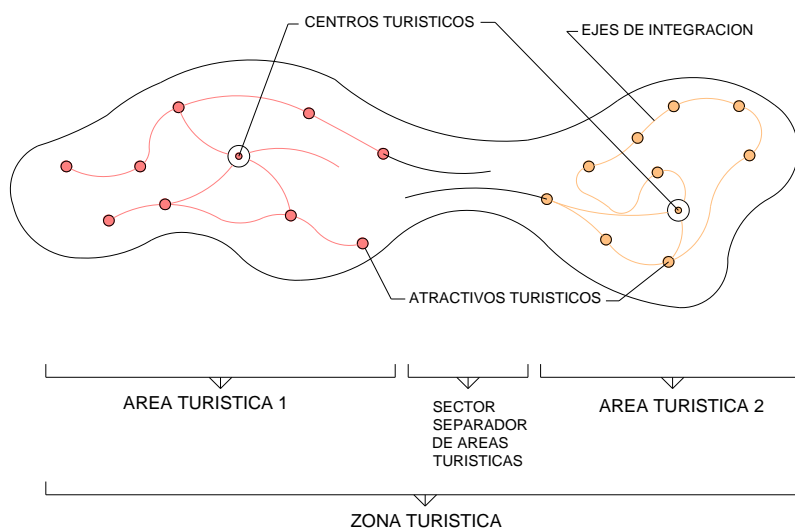 CENTROS TURISTICOS
EJES DE INTEGRACION
ATRACTIVOS TURISTICOS
AREA TURISTICA 1
SECTOR
SEPARADOR
DE AREAS
TURISTICAS
AREA TURISTICA 2
ZONA TURISTICA